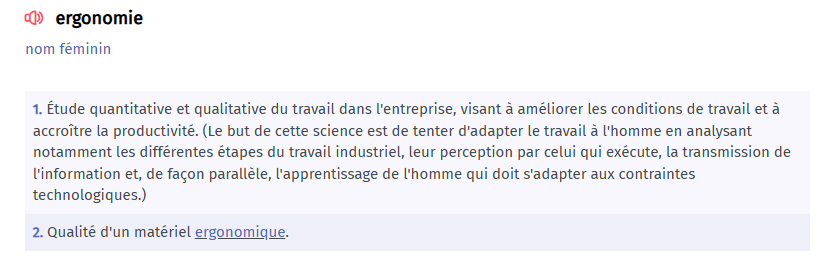 ergonomie
nom féminin
1. Étude quantitative et qualitative du travail dans l'entreprise, visant à améliorer les conditions de travail et à
accroître la productivité. (Le but de cette science est de tenter d'adapter le travail à l'homme en analysant
notamment les différentes étapes du travail industriel, leur perception par celui qui exécute, la transmission de
l'information et, de façon parallèle, l'apprentissage de l'homme qui doit s'adapter aux contraintes
technologiques.)
2. Qualité d'un matériel ergonomique.